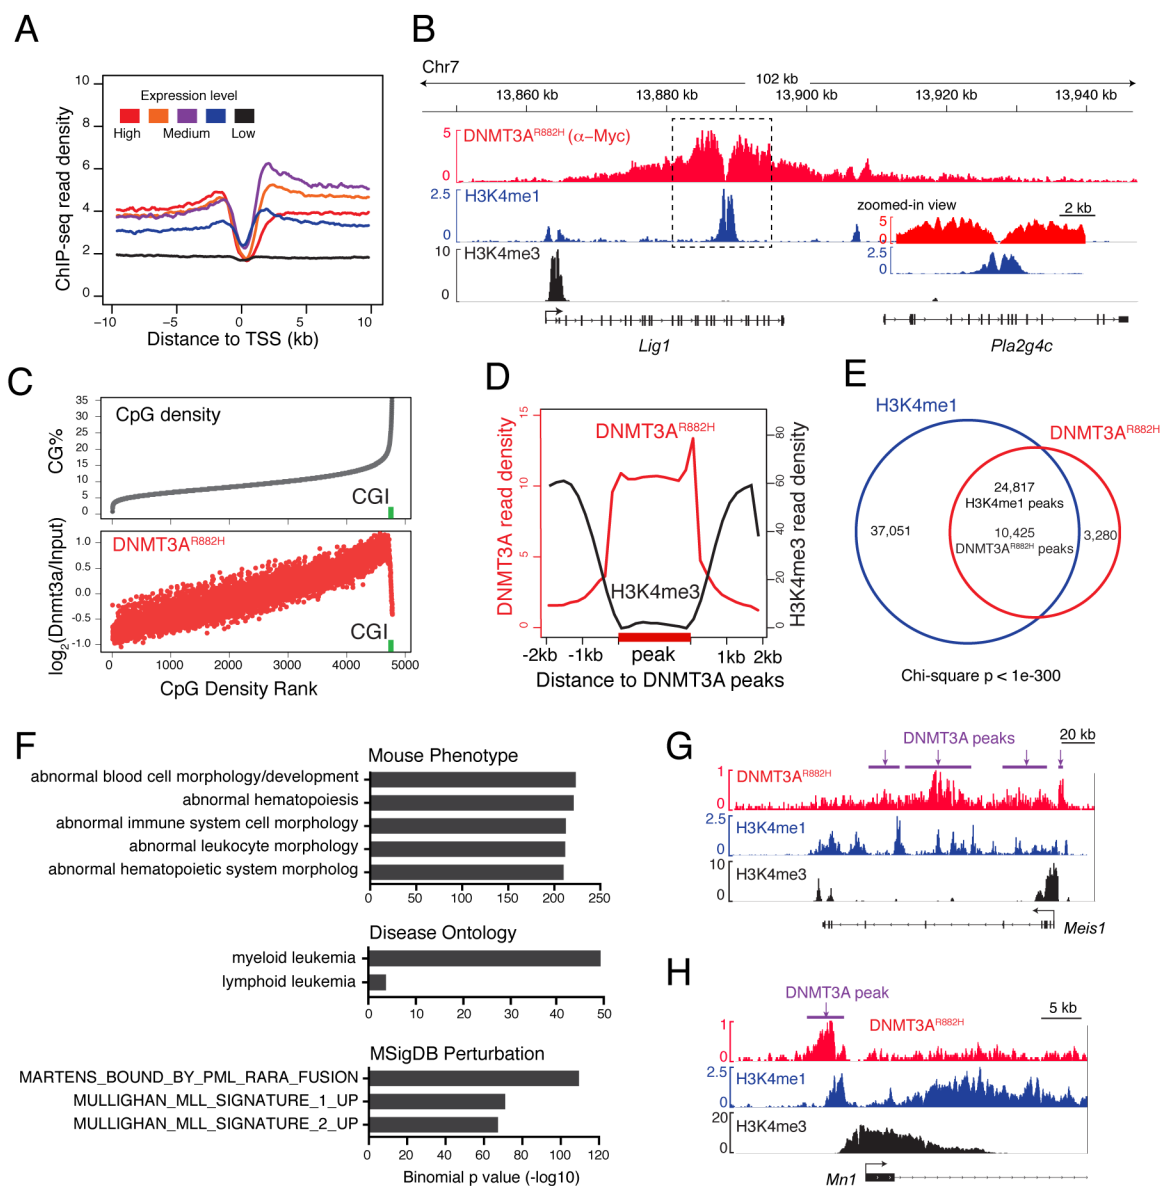 A
ChIP-seq read density
10
8
6
4
2
0
Expression level
High
Medium
Low
−10
−5
0
5
10
Distance to TSS (kb)
B
Chr7
102 kb
13,860 kb
13,880 kb
13,900 kb
13,920 kb
13,940 kb
5
0
DNMT3A^R882H (α−Myc)
2.5
0
H3K4me1
10
0
H3K4me3
zoomed-in view
2 kb
5
0
2.5
0
Lig1
Pla2g4c
C
CG%
35
30
25
20
15
10
5
0
CpG density
CGI
log2(Dnmt3a/Input)
1.0
0.5
0.0
-0.5
-1.0
DNMT3A^R882H
CGI
0
1000
2000
3000
4000
5000
CpG Density Rank
D
DNMT3A read density
15
10
5
0
DNMT3A^R882H
H3K4me3
80
60
40
20
0
H3K4me3 read density
-2kb
-1kb
peak
1kb
2kb
Distance to DNMT3A peaks
E
H3K4me1
DNMT3A^R882H
37,051
24,817
H3K4me1 peaks
10,425
DNMT3A^R882H peaks
3,280
Chi-square p < 1e-300
F
Mouse Phenotype
abnormal blood cell morphology/development
abnormal hematopoiesis
abnormal immune system cell morphology
abnormal leukocyte morphology
abnormal hematopoietic system morpholog
0
50
100
150
200
250
Disease Ontology
myeloid leukemia
lymphoid leukemia
0
10
20
30
40
50
MSigDB Perturbation
MARTENS_BOUND_BY_PML_RARA_FUSION
MULLIGHAN_MLL_SIGNATURE_1_UP
MULLIGHAN_MLL_SIGNATURE_2_UP
0
20
40
60
80
100
120
Binomial p value (-log10)
G
DNMT3A peaks
20 kb
1
0
DNMT3A^R882H
2.5
0
H3K4me1
10
0
H3K4me3
Meis1
H
DNMT3A peak
5 kb
1
0
DNMT3A^R882H
2.5
0
H3K4me1
20
0
H3K4me3
Mn1